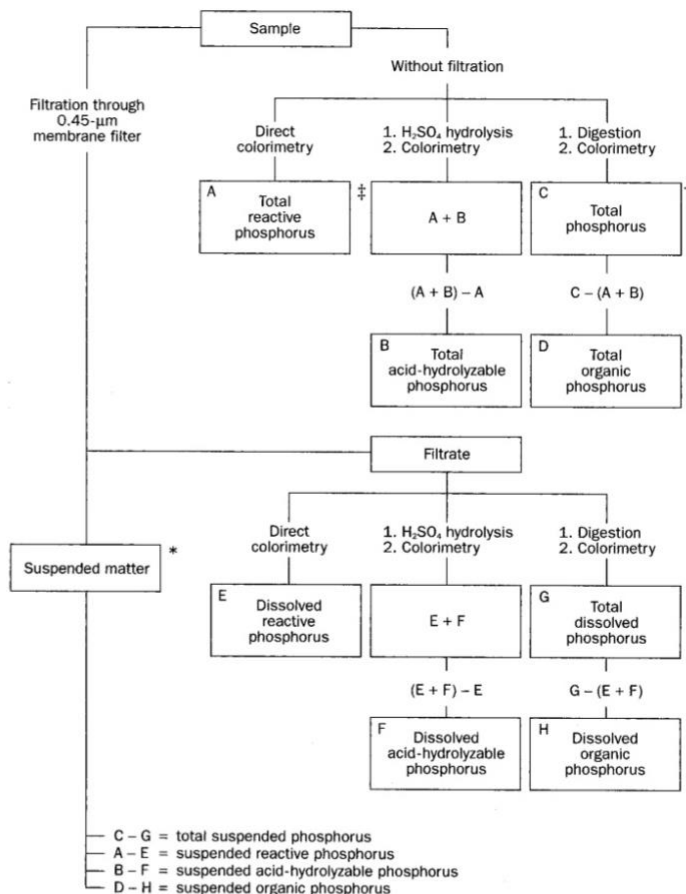 Sample
Without filtration
Filtration through
0.45-μm
membrane filter
Direct
colorimetry
1. H₂SO₄ hydrolysis
2. Colorimetry
1. Digestion
2. Colorimetry
A
Total
reactive
phosphorus
‡
A + B
C
Total
phosphorus
(A + B) – A
C – (A + B)
B
Total
acid-hydrolyzable
phosphorus
D
Total
organic
phosphorus
Filtrate
Direct
colorimetry
1. H₂SO₄ hydrolysis
2. Colorimetry
1. Digestion
2. Colorimetry
Suspended matter
*
E
Dissolved
reactive
phosphorus
E + F
G
Total
dissolved
phosphorus
(E + F) – E
G – (E + F)
F
Dissolved
acid-hydrolyzable
phosphorus
H
Dissolved
organic
phosphorus
C – G = total suspended phosphorus
A – E = suspended reactive phosphorus
B – F = suspended acid-hydrolyzable phosphorus
D – H = suspended organic phosphorus